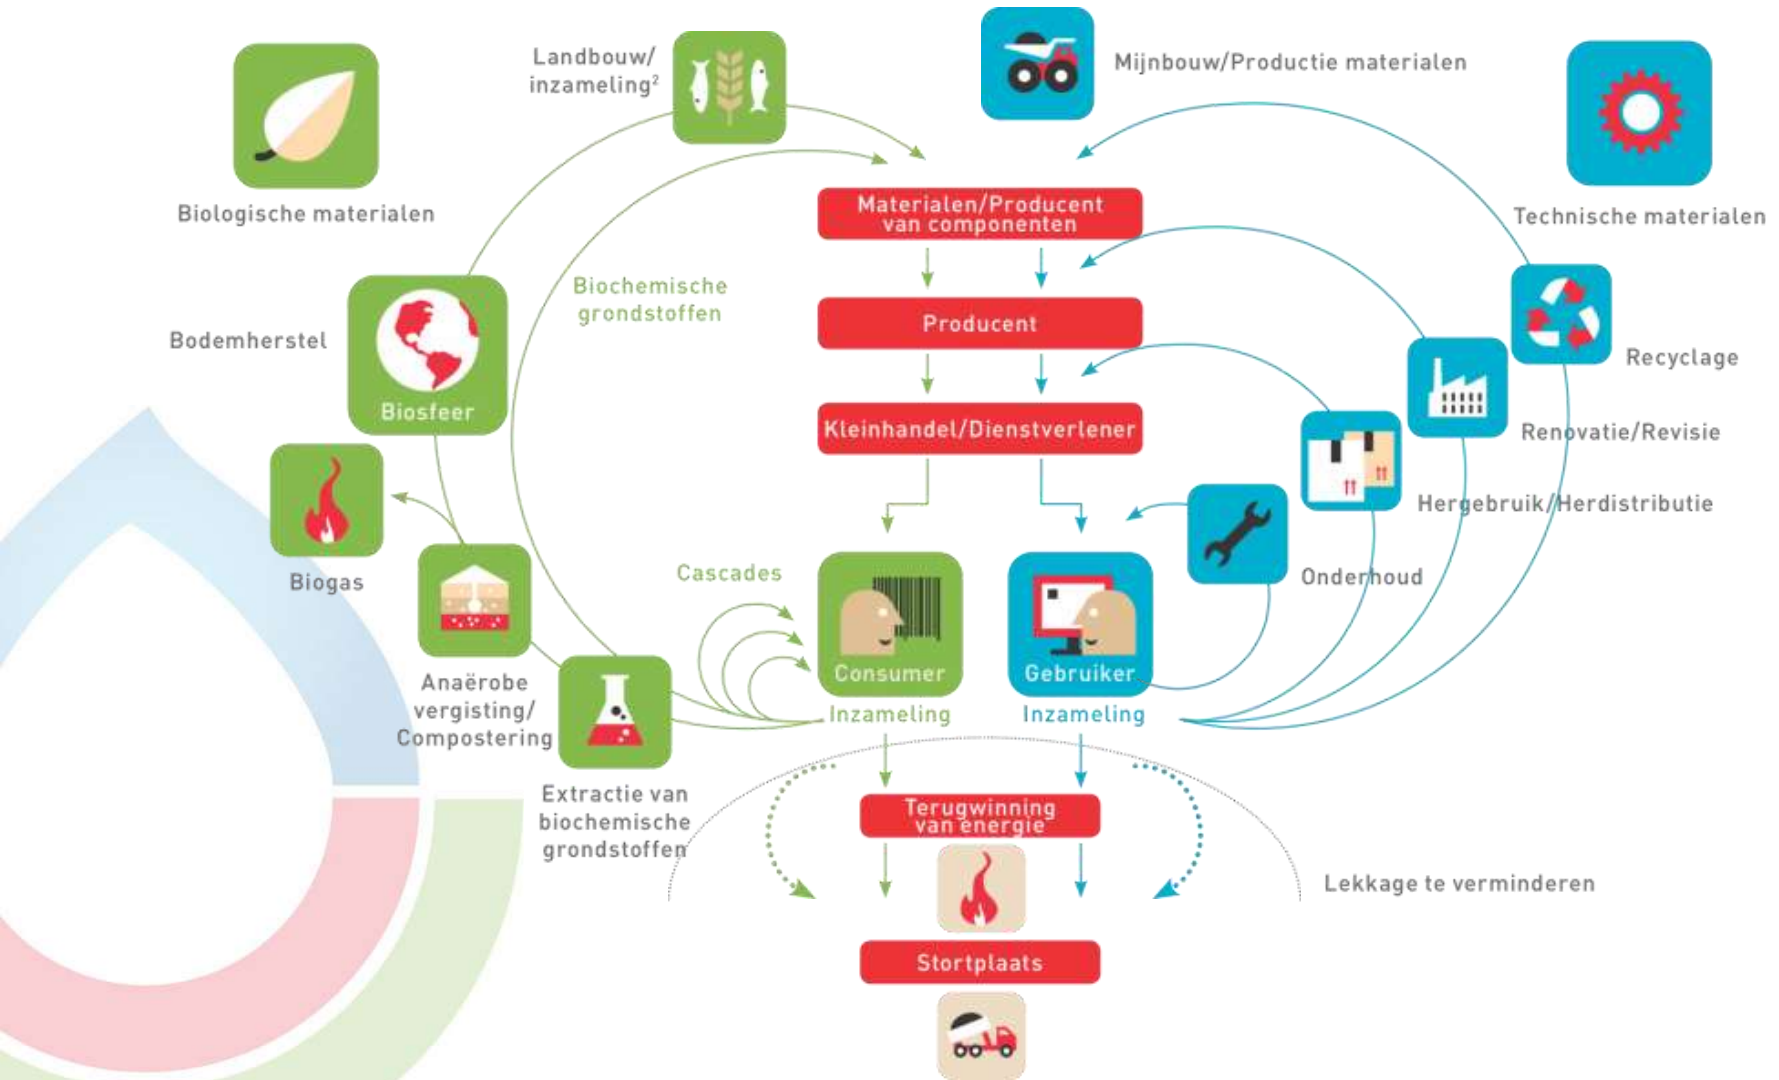 Landbouw/
inzameling²
Mijnbouw/Productie materialen
Biologische materialen
Technische materialen
Materialen/Producent
van componenten
Biochemische
grondstoffen
Producent
Bodemherstel
Biosfeer
Recyclage
Kleinhandel/Dienstverlener
Renovatie/Revisie
Hergebruik/Herdistributie
Biogas
Cascades
Onderhoud
Consumer
Gebruiker
Inzameling
Inzameling
Anaërobe
vergisting/
Compostering
Extractie van
biochemische
grondstoffen
Terugwinning
van energie
Lekkage te verminderen
Stortplaats